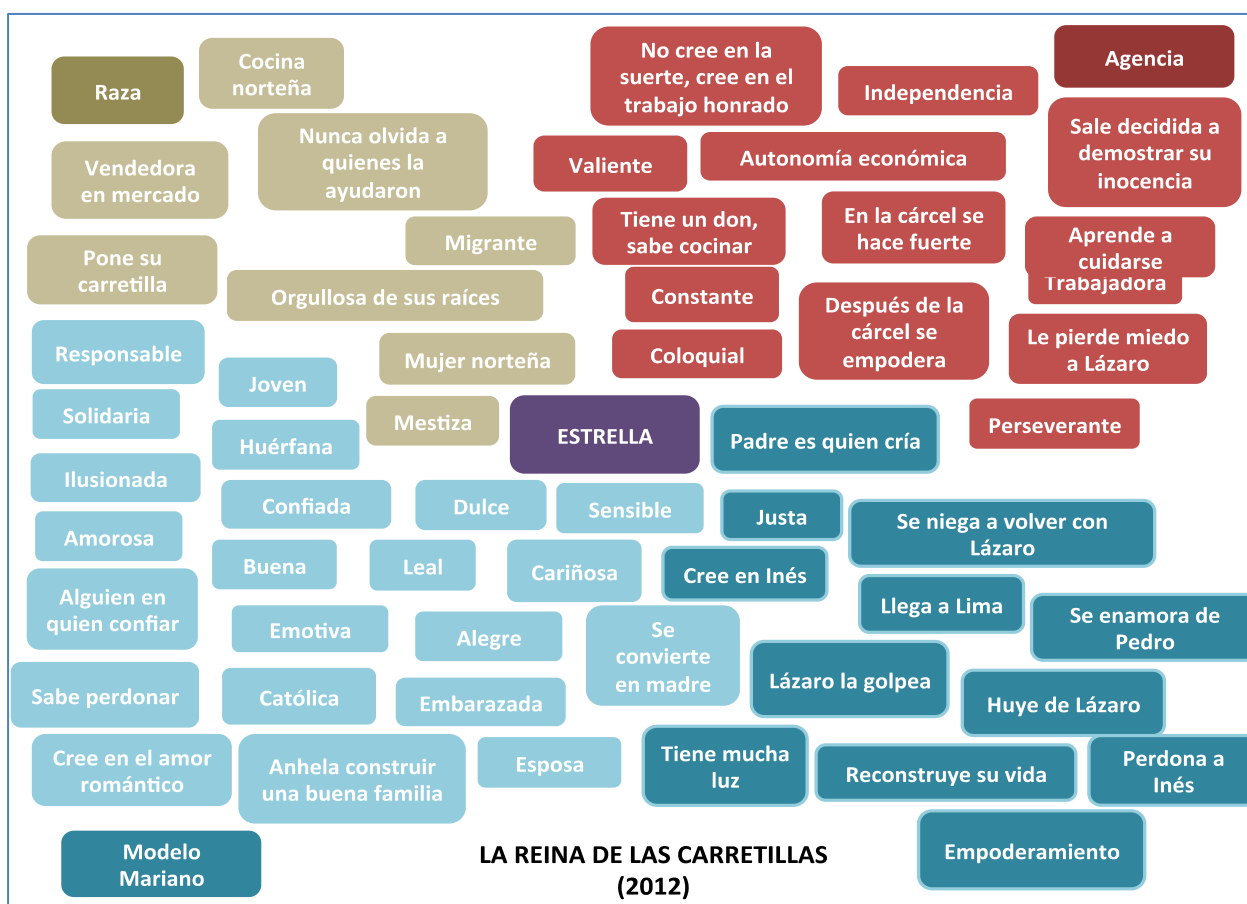 Raza
Cocina
norteña
Nunca olvida a
quienes la
ayudaron
Vendedora
en mercado
Migrante
Pone su
carretilla
Orgullosa de sus raíces
Mujer norteña
Mestiza
No cree en la
suerte, cree en el
trabajo honrado
Independencia
Agencia
Valiente
Autonomía económica
Sale decidida a
demostrar su
inocencia
Tiene un don,
sabe cocinar
En la cárcel se
hace fuerte
Aprende a
cuidarse
Trabajadora
Constante
Después de la
cárcel se
empodera
Coloquial
Le pierde miedo
a Lázaro
Perseverante
ESTRELLA
Responsable
Joven
Solidaria
Huérfana
Ilusionada
Confiada
Dulce
Sensible
Amorosa
Buena
Leal
Cariñosa
Alguien en
quien confiar
Emotiva
Alegre
Se
convierte
en madre
Sabe perdonar
Católica
Embarazada
Cree en el amor
romántico
Anhela construir
una buena familia
Esposa
Modelo
Mariano
Padre es quien cría
Justa
Se niega a volver con
Lázaro
Cree en Inés
Llega a Lima
Se enamora de
Pedro
Lázaro la golpea
Huye de Lázaro
Tiene mucha
luz
Reconstruye su vida
Perdona a
Inés
Empoderamiento
LA REINA DE LAS CARRETILLAS
(2012)